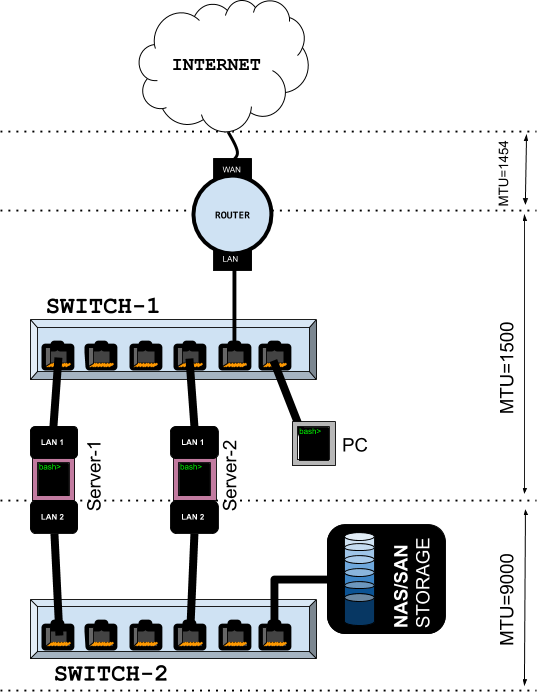 INTERNET
WAN
MTU=1454
ROUTER
LAN
SWITCH-1
MTU=1500
LAN 1
LAN 1
bash>
PC
bash>
Server-1
bash>
Server-2
LAN 2
LAN 2
NAS/SAN
STORAGE
MTU=9000
SWITCH-2